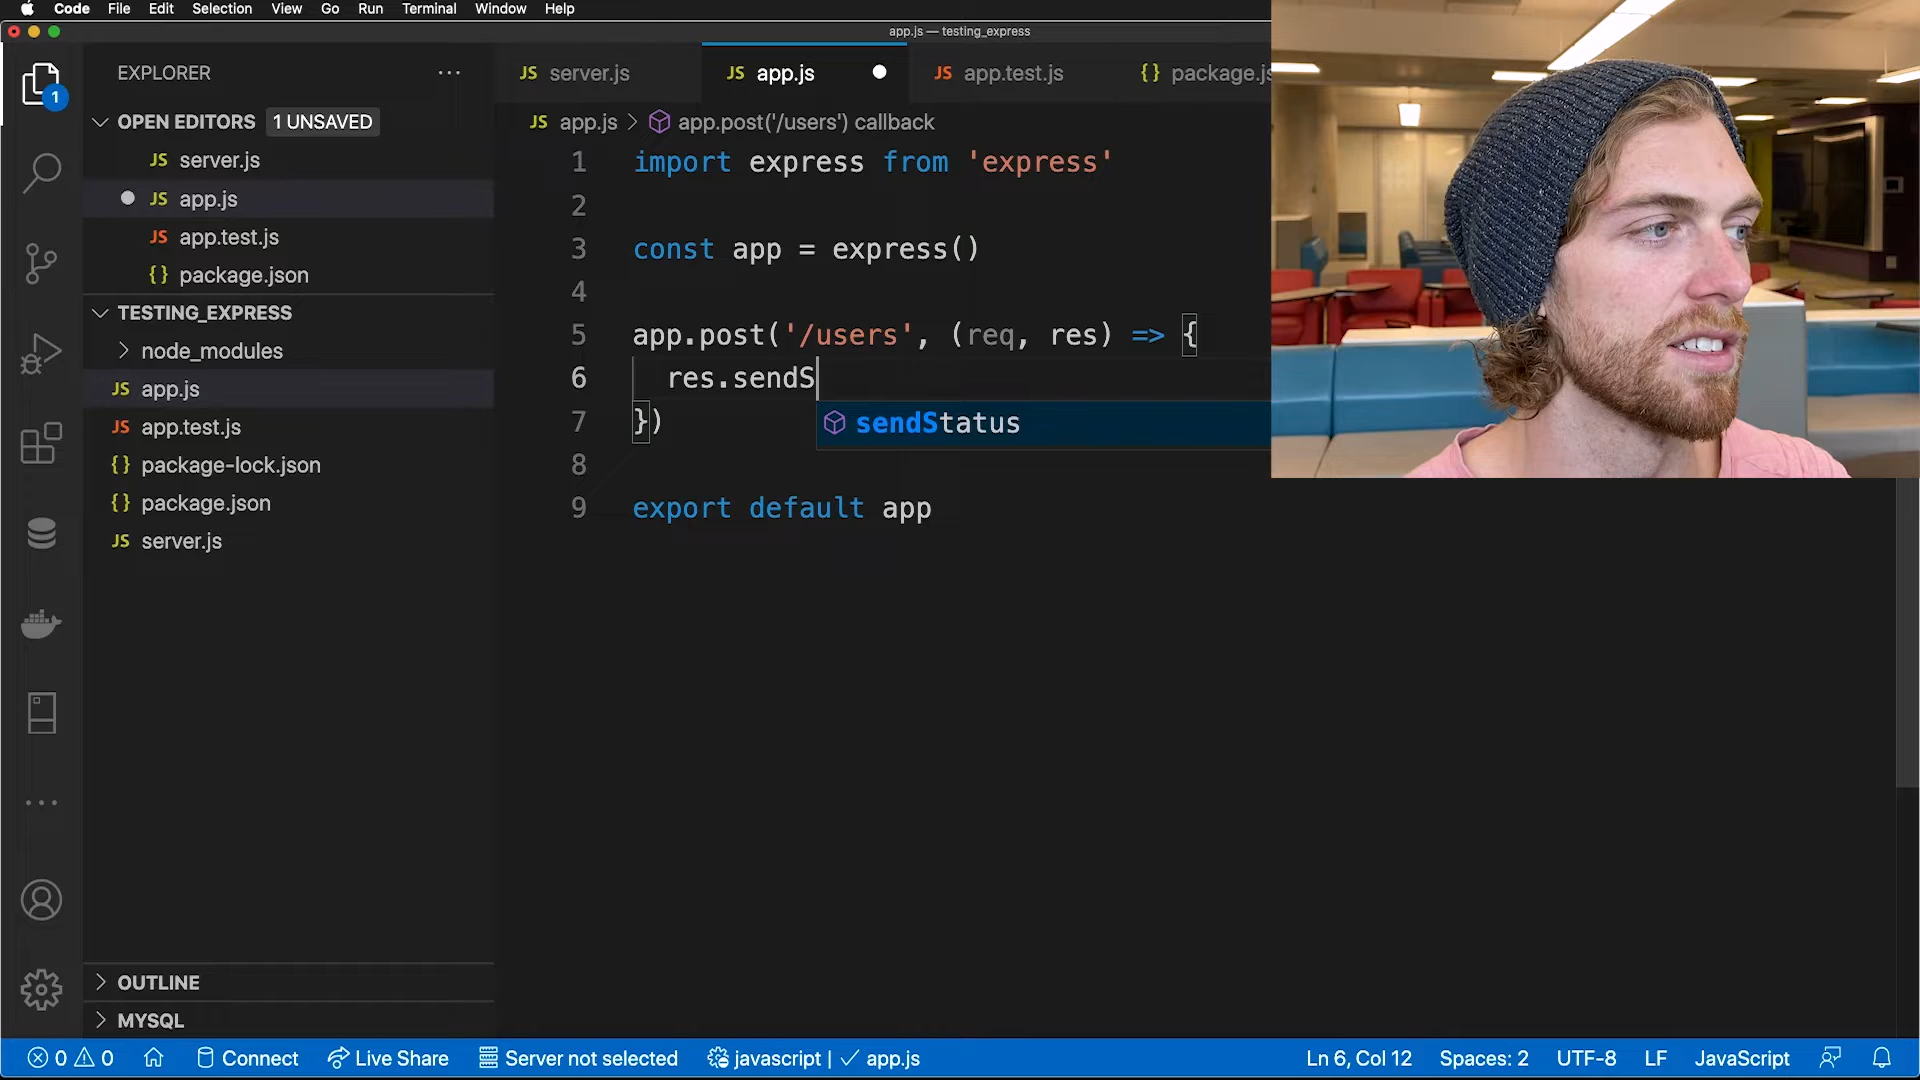 Code File Edit Selection View Go Run Terminal Window Help
app.js — testing_express
EXPLORER
OPEN EDITORS 1 UNSAVED
JS server.js
JS app.js
JS app.test.js
{} package.json
TESTING_EXPRESS
node_modules
JS app.js
JS app.test.js
{} package-lock.json
{} package.json
JS server.js
OUTLINE
MYSQL
1
JS server.js JS app.js JS app.test.js {} package.js
JS app.js > app.post('/users') callback
1 import express from 'express'
2
3 const app = express()
4
5 app.post('/users', (req, res) => {
6 res.sendS
sendStatus
7 })
8
9 export default app
0 0 Connect Live Share Server not selected javascript | ✓ app.js Ln 6, Col 12 Spaces: 2 UTF-8 LF JavaScript